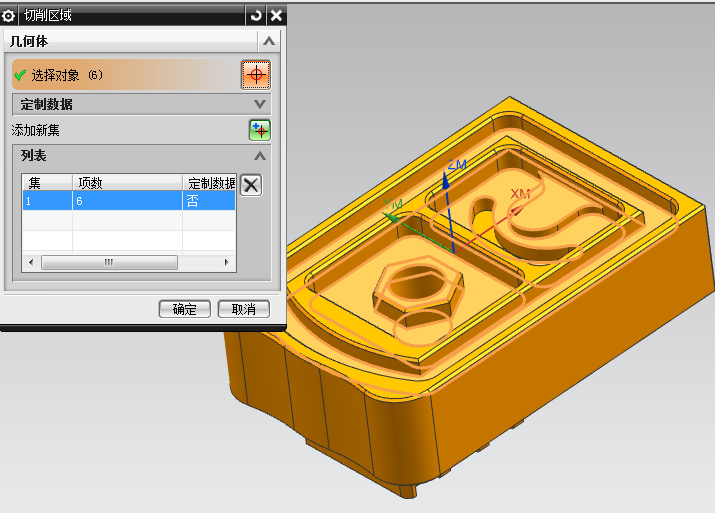 切削区域
几何体
选择对象 (6)
定制数据
添加新集
列表
集 项数 定制数据
1 6 否
确定 取消
ZM
XM
YM